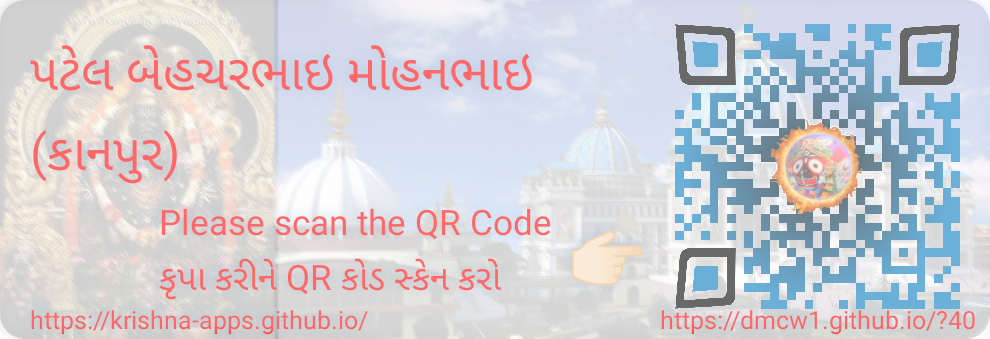 પટેલ બેહચરભાઇ મોહનભાઇ
(કાનપુર)
Please scan the QR Code
કૃપા કરીને QR કોડ સ્કેન કરો
https://krishna-apps.github.io/
https://dmcw1.github.io/?40